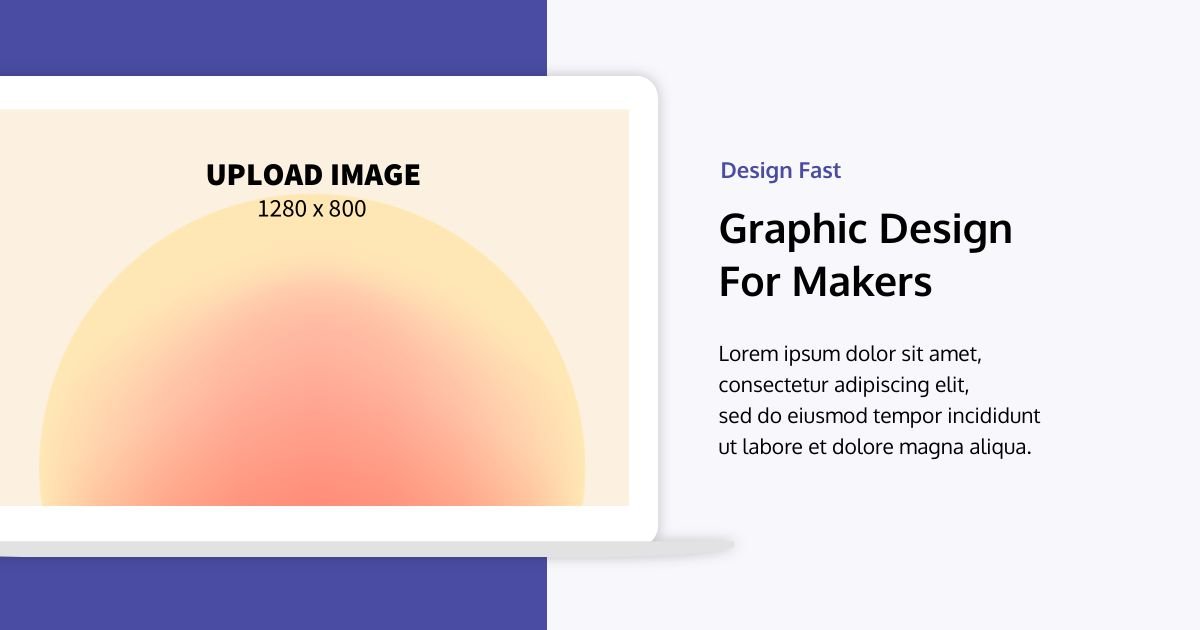 UPLOAD IMAGE
1280 x 800
Design Fast
Graphic Design
For Makers
Lorem ipsum dolor sit amet,
consectetur adipiscing elit,
sed do eiusmod tempor incididunt
ut labore et dolore magna aliqua.